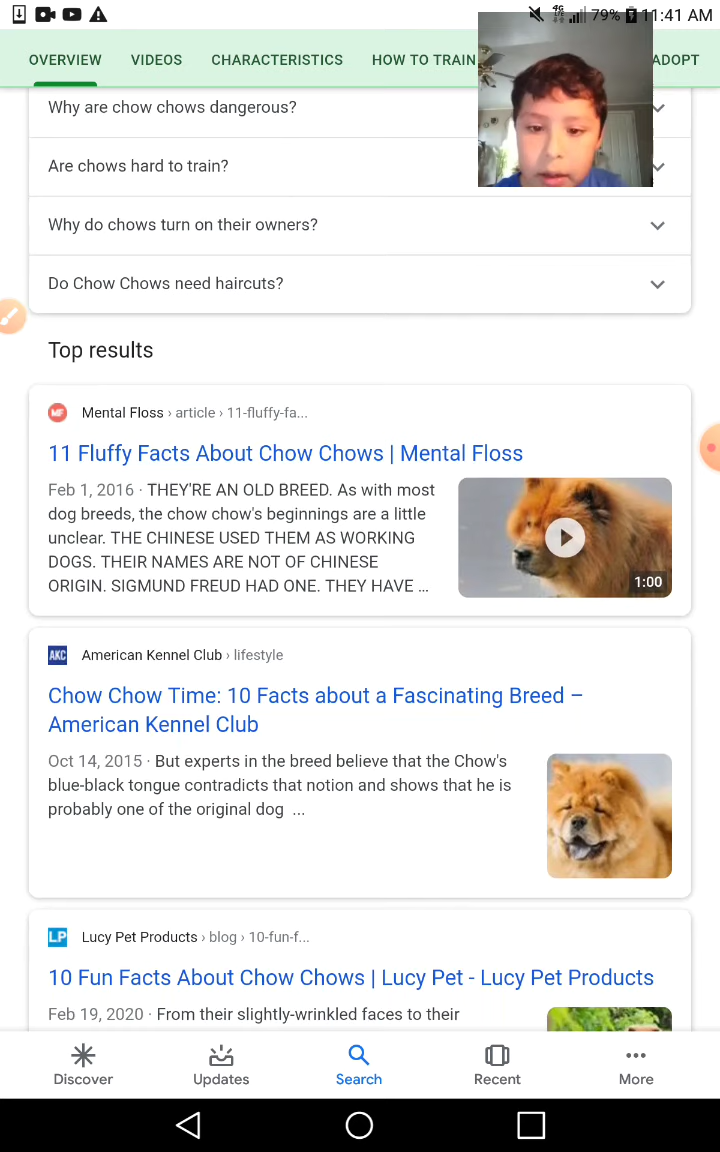 4G LTE 79% 11:41 AM
OVERVIEW VIDEOS CHARACTERISTICS HOW TO TRAIN ADOPT
Why are chow chows dangerous?
Are chows hard to train?
Why do chows turn on their owners?
Do Chow Chows need haircuts?
Top results
MF Mental Floss › article › 11-fluffy-fa...
11 Fluffy Facts About Chow Chows | Mental Floss
Feb 1, 2016 · THEY'RE AN OLD BREED. As with most
dog breeds, the chow chow's beginnings are a little
unclear. THE CHINESE USED THEM AS WORKING
DOGS. THEIR NAMES ARE NOT OF CHINESE
ORIGIN. SIGMUND FREUD HAD ONE. THEY HAVE ...
1:00
AKC American Kennel Club › lifestyle
Chow Chow Time: 10 Facts about a Fascinating Breed –
American Kennel Club
Oct 14, 2015 · But experts in the breed believe that the Chow's
blue-black tongue contradicts that notion and shows that he is
probably one of the original dog ...
LP Lucy Pet Products › blog › 10-fun-f...
10 Fun Facts About Chow Chows | Lucy Pet - Lucy Pet Products
Feb 19, 2020 · From their slightly-wrinkled faces to their
Discover Updates Search Recent More